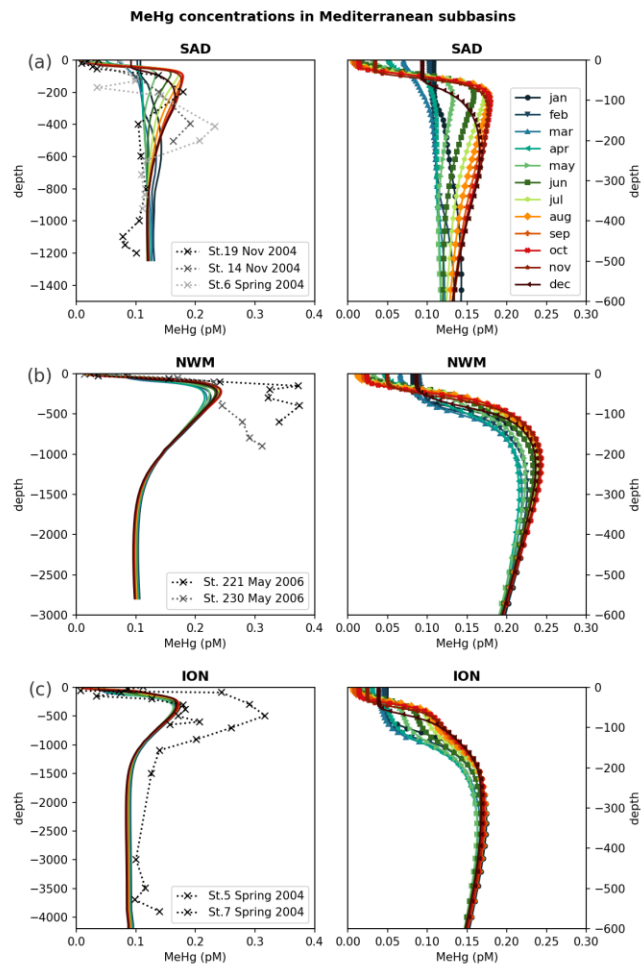 MeHg concentrations in Mediterranean subbasins
(a)
SAD
0
−200
−400
−600
−800
−1000
−1200
−1400
depth
0.0 0.1 0.2 0.3 0.4
MeHg (pM)
St.19 Nov 2004
St. 14 Nov 2004
St.6 Spring 2004
SAD
0
−100
−200
−300
−400
−500
−600
depth
0.00 0.05 0.10 0.15 0.20 0.25 0.30
MeHg (pM)
jan
feb
mar
apr
may
jun
jul
aug
sep
oct
nov
dec
(b)
NWM
0
−500
−1000
−1500
−2000
−2500
−3000
depth
0.0 0.1 0.2 0.3 0.4
MeHg (pM)
St. 221 May 2006
St. 230 May 2006
NWM
0
−100
−200
−300
−400
−500
−600
depth
0.00 0.05 0.10 0.15 0.20 0.25 0.30
MeHg (pM)
(c)
ION
0
−500
−1000
−1500
−2000
−2500
−3000
−3500
−4000
depth
0.0 0.1 0.2 0.3 0.4
MeHg (pM)
St.5 Spring 2004
St.7 Spring 2004
ION
0
−100
−200
−300
−400
−500
−600
depth
0.00 0.05 0.10 0.15 0.20 0.25 0.30
MeHg (pM)